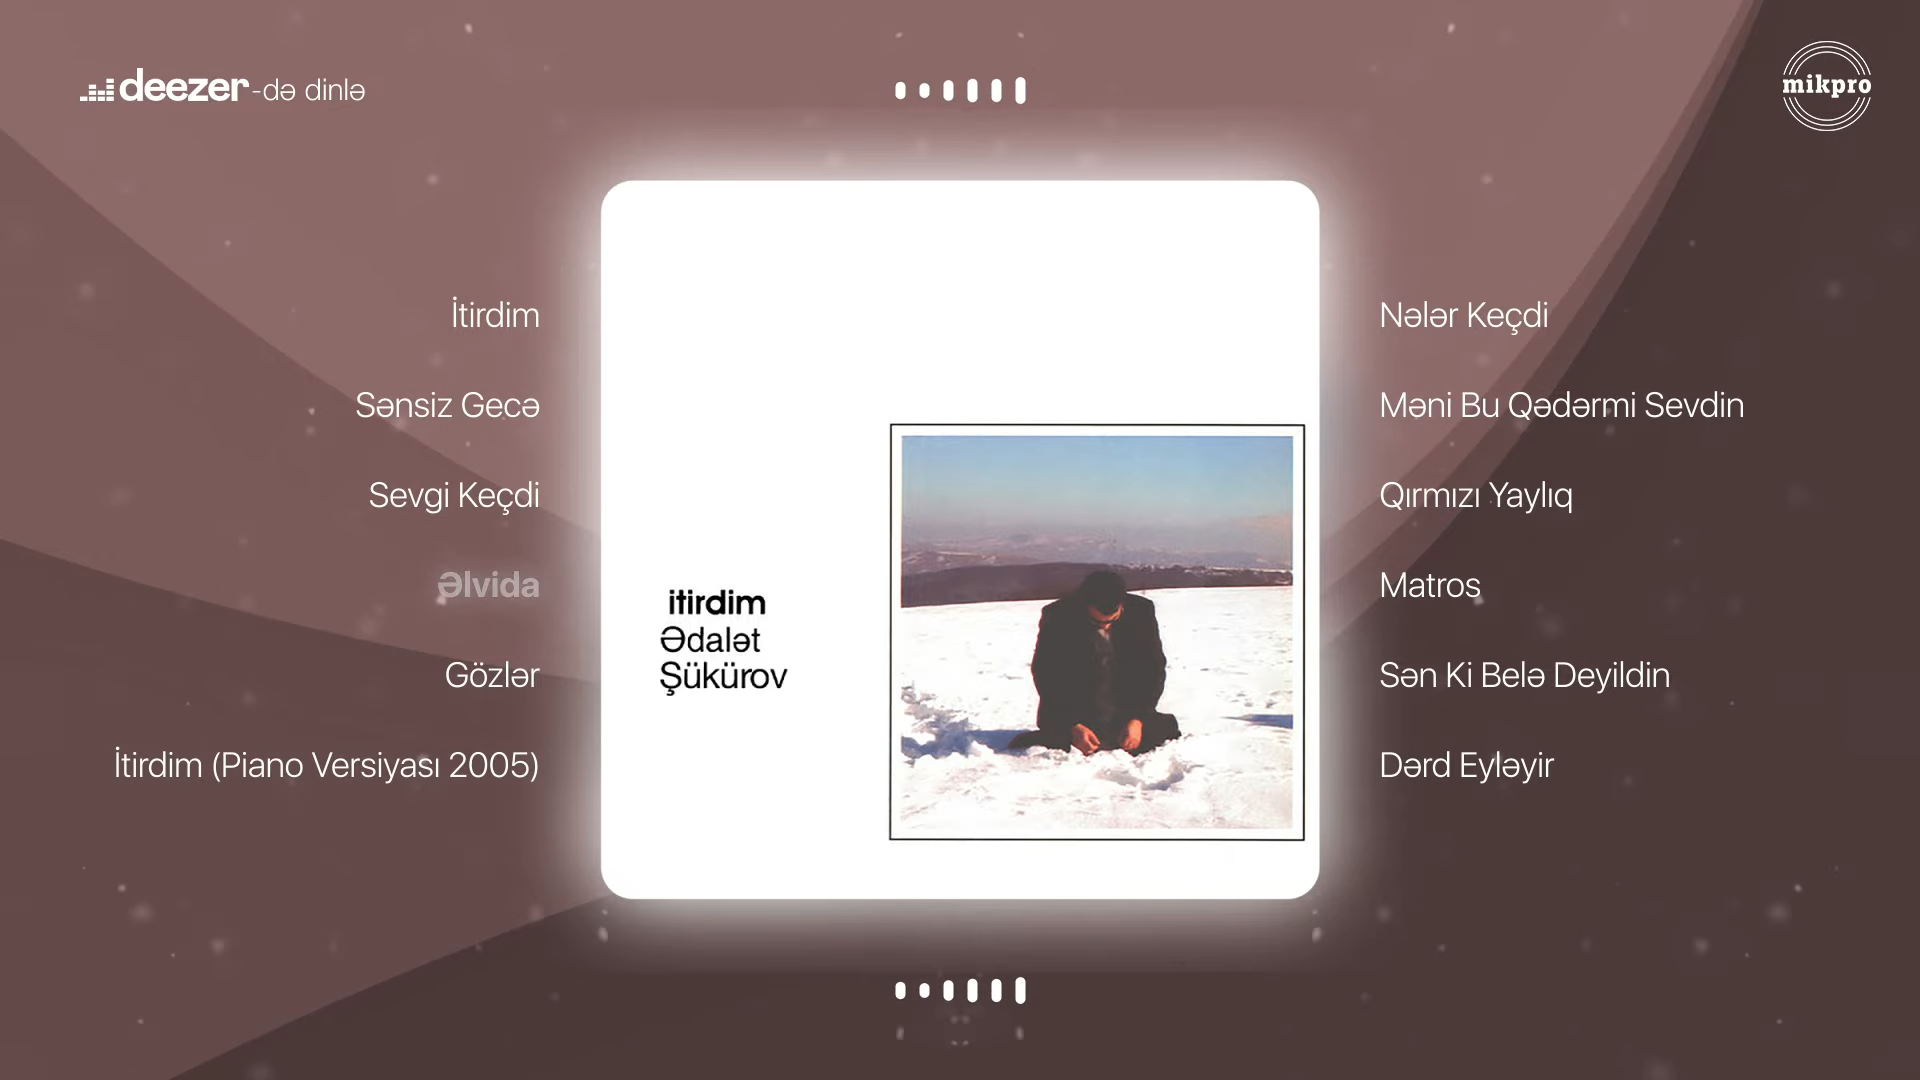 deezer-də dinlə
mikpro
İtirdim
Sənsiz Gecə
Sevgi Keçdi
Əlvida
Gözlər
İtirdim (Piano Versiyası 2005)
itirdim
Ədalət
Şükürov
Nələr Keçdi
Məni Bu Qədərmi Sevdin
Qırmızı Yaylıq
Matros
Sən Ki Belə Deyildin
Dərd Eyləyir